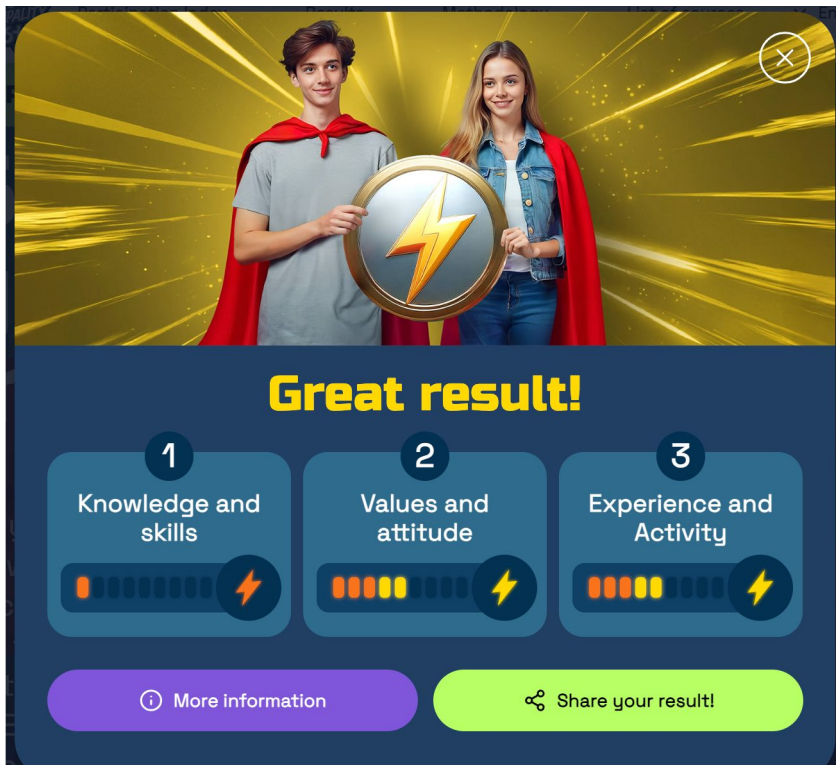 Great result!
1
Knowledge and
skills
2
Values and
attitude
3
Experience and
Activity
More information
Share your result!